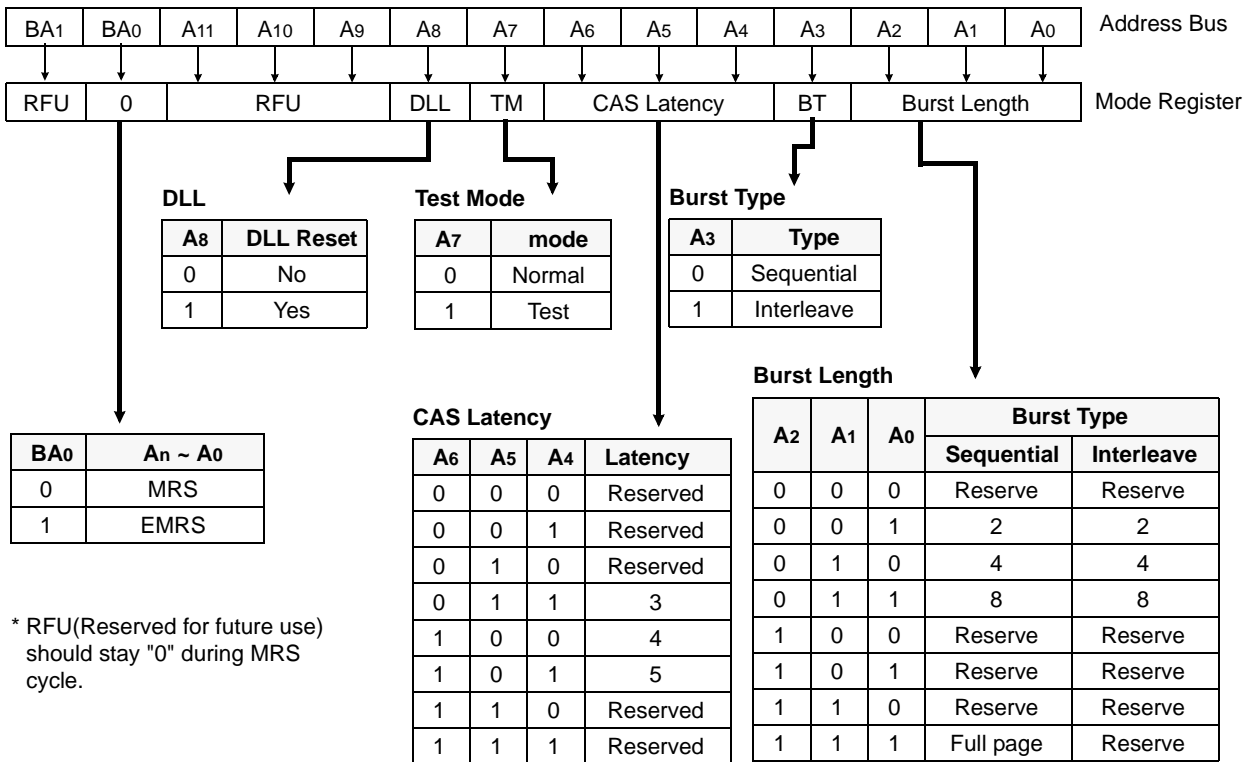 BA1 BA0 A11 A10 A9 A8 A7 A6 A5 A4 A3 A2 A1 A0 Address Bus
RFU 0 RFU DLL TM CAS Latency BT Burst Length Mode Register
DLL
A8 DLL Reset
0 No
1 Yes
Test Mode
A7 mode
0 Normal
1 Test
Burst Type
A3 Type
0 Sequential
1 Interleave
BA0 An ~ A0
0 MRS
1 EMRS
* RFU(Reserved for future use)
should stay "0" during MRS
cycle.
CAS Latency
A6 A5 A4 Latency
0 0 0 Reserved
0 0 1 Reserved
0 1 0 Reserved
0 1 1 3
1 0 0 4
1 0 1 5
1 1 0 Reserved
1 1 1 Reserved
Burst Length
A2 A1 A0 Burst Type
Sequential Interleave
0 0 0 Reserve Reserve
0 0 1 2 2
0 1 0 4 4
0 1 1 8 8
1 0 0 Reserve Reserve
1 0 1 Reserve Reserve
1 1 0 Reserve Reserve
1 1 1 Full page Reserve